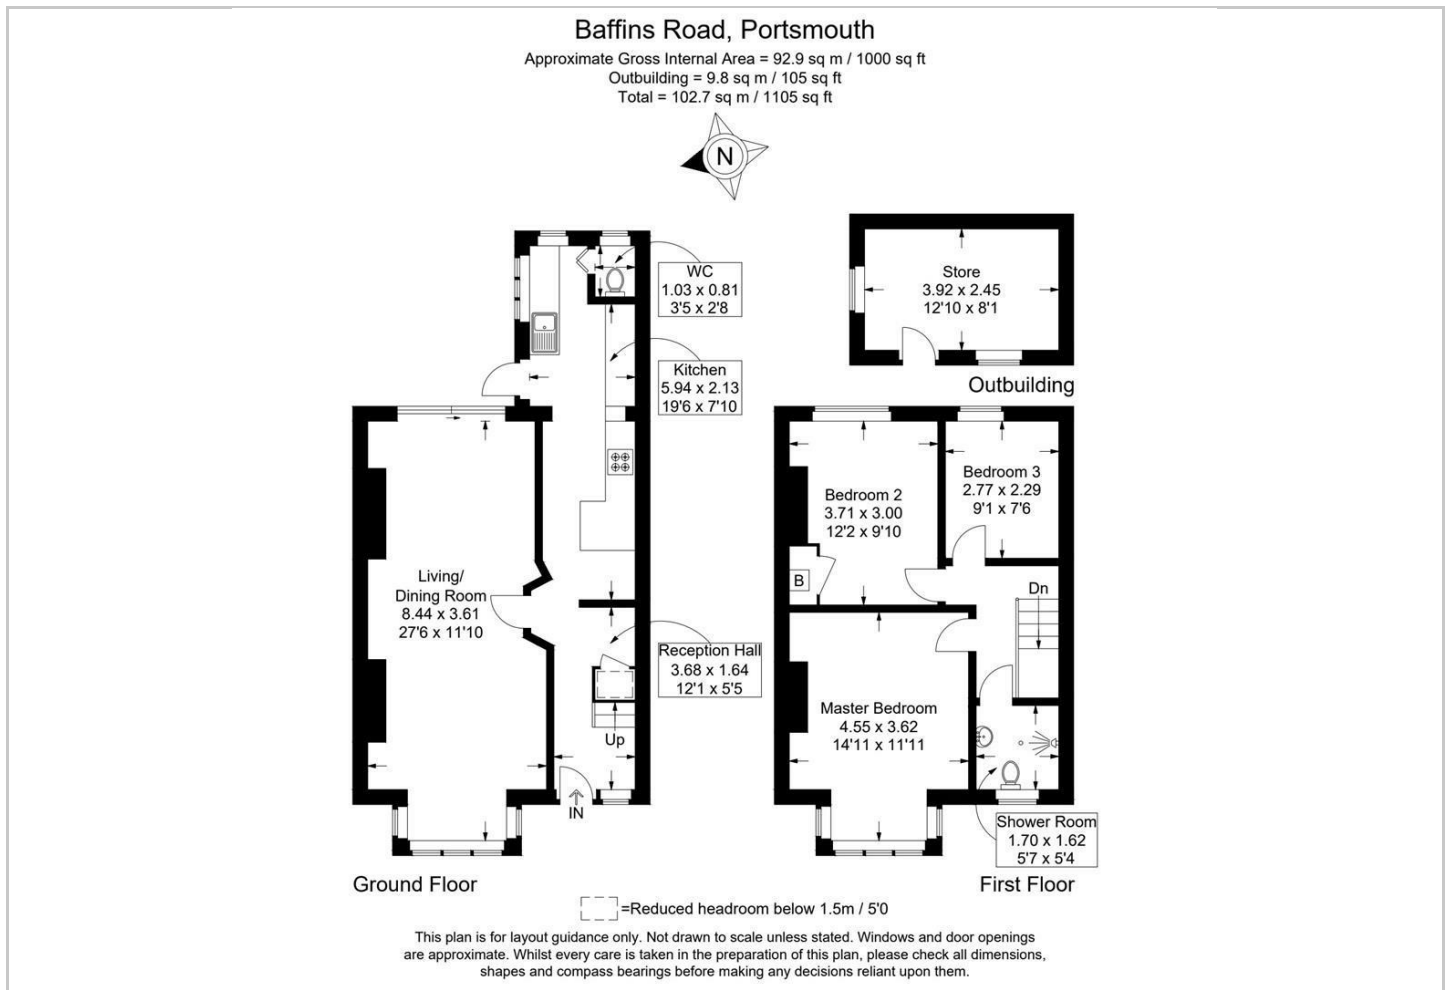 Baffins Road, Portsmouth
Approximate Gross Internal Area = 92.9 sq m / 1000 sq ft
Outbuilding = 9.8 sq m / 105 sq ft
Total = 102.7 sq m / 1105 sq ft
N
WC
1.03 x 0.81
3'5 x 2'8
Kitchen
5.94 x 2.13
19'6 x 7'10
Living/
Dining Room
8.44 x 3.61
27'6 x 11'10
Reception Hall
3.68 x 1.64
12'1 x 5'5
Up
IN
Ground Floor
Store
3.92 x 2.45
12'10 x 8'1
Outbuilding
Bedroom 2
3.71 x 3.00
12'2 x 9'10
Bedroom 3
2.77 x 2.29
9'1 x 7'6
B
Dn
Master Bedroom
4.55 x 3.62
14'11 x 11'11
Shower Room
1.70 x 1.62
5'7 x 5'4
First Floor
=Reduced headroom below 1.5m / 5'0
This plan is for layout guidance only. Not drawn to scale unless stated. Windows and door openings
are approximate. Whilst every care is taken in the preparation of this plan, please check all dimensions,
shapes and compass bearings before making any decisions reliant upon them.